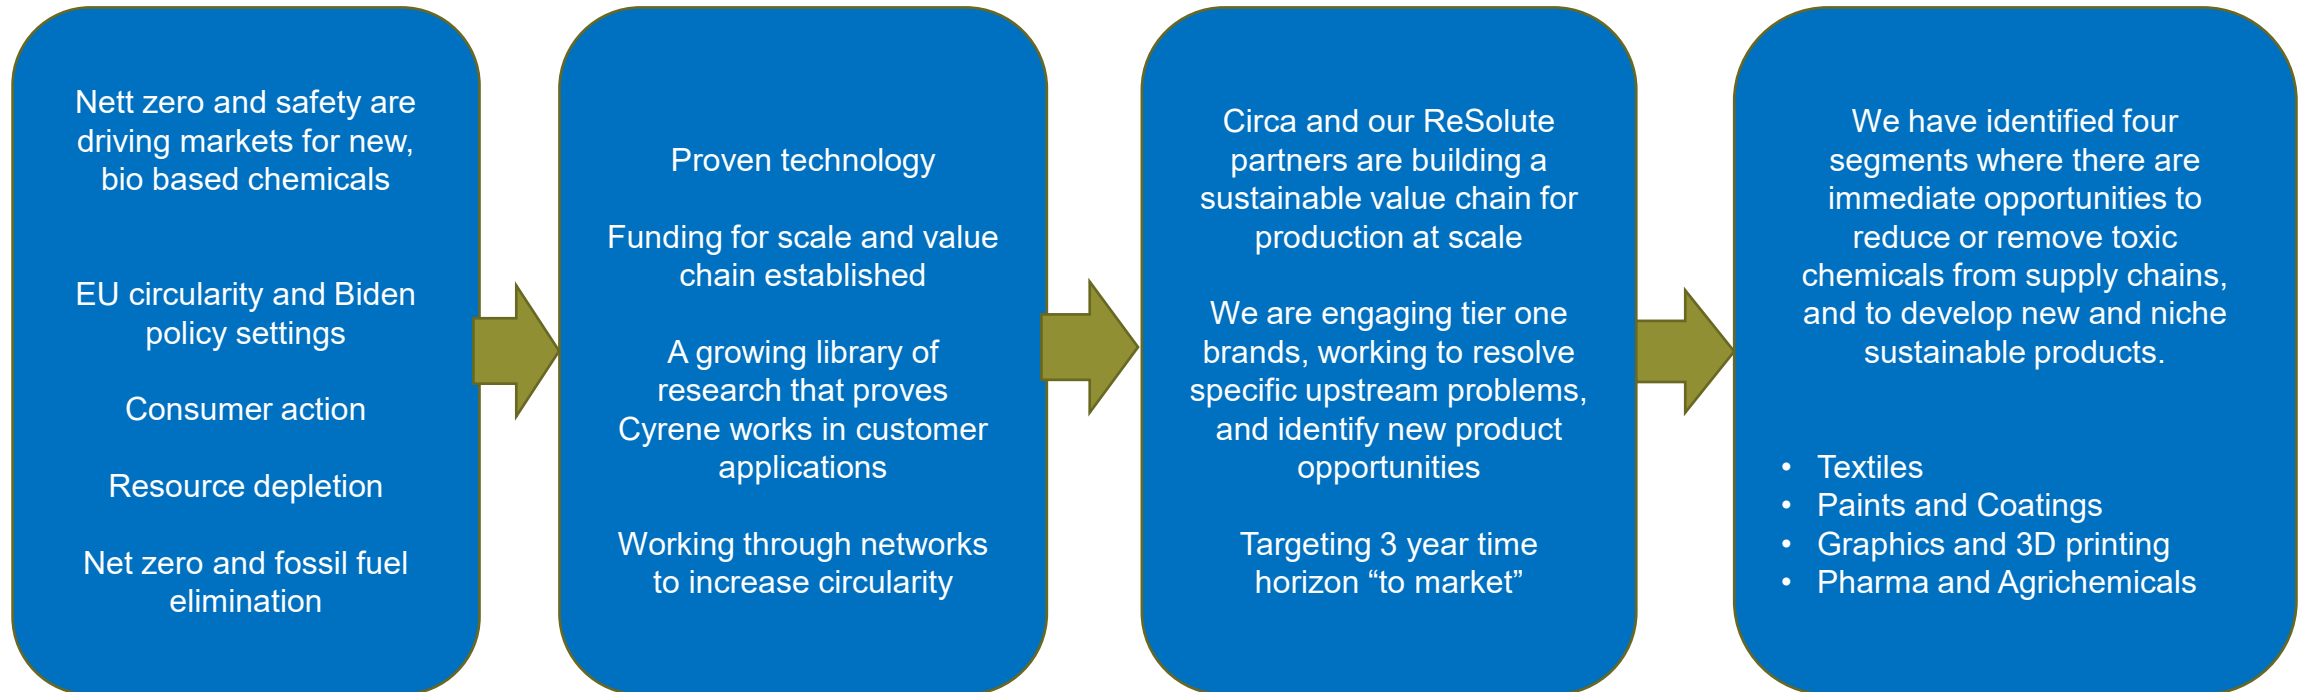 Nett zero and safety are
driving markets for new,
bio based chemicals
EU circularity and Biden
policy settings
Consumer action
Resource depletion
Net zero and fossil fuel
elimination
Proven technology
Funding for scale and value
chain established
A growing library of
research that proves
Cyrene works in customer
applications
Working through networks
to increase circularity
Circa and our ReSolute
partners are building a
sustainable value chain for
production at scale
We are engaging tier one
brands, working to resolve
specific upstream problems,
and identify new product
opportunities
Targeting 3 year time
horizon “to market”
We have identified four
segments where there are
immediate opportunities to
reduce or remove toxic
chemicals from supply chains,
and to develop new and niche
sustainable products.
• Textiles
• Paints and Coatings
• Graphics and 3D printing
• Pharma and Agrichemicals